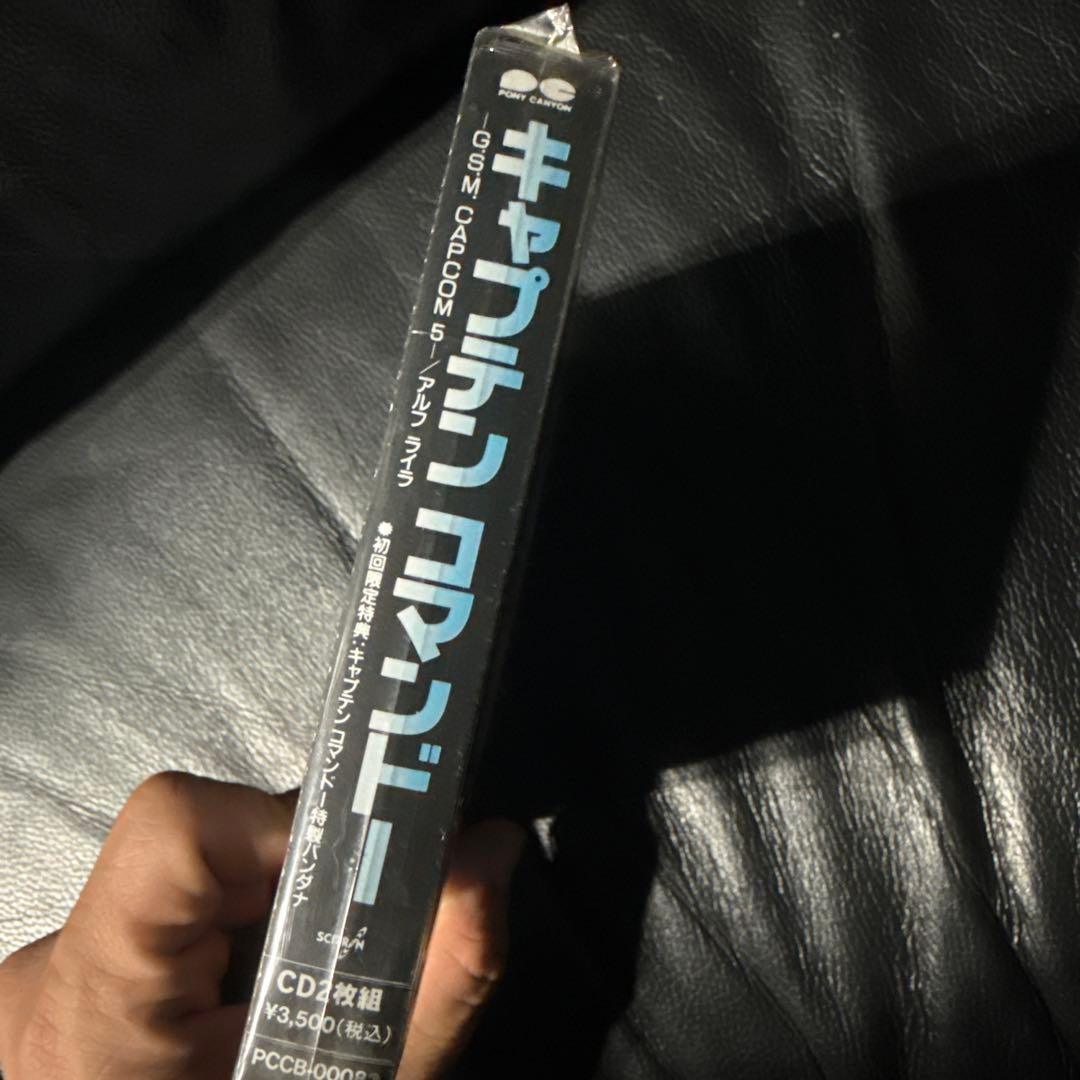 PONY CANYON
キャプテン コマンドー
—G.S.M. CAPCOM 5—／アルフ ライラ
✹初回限定特典：キャプテン コマンドー特製バンダナ
CD2枚組
¥3,500(税込)
PCCB-0008